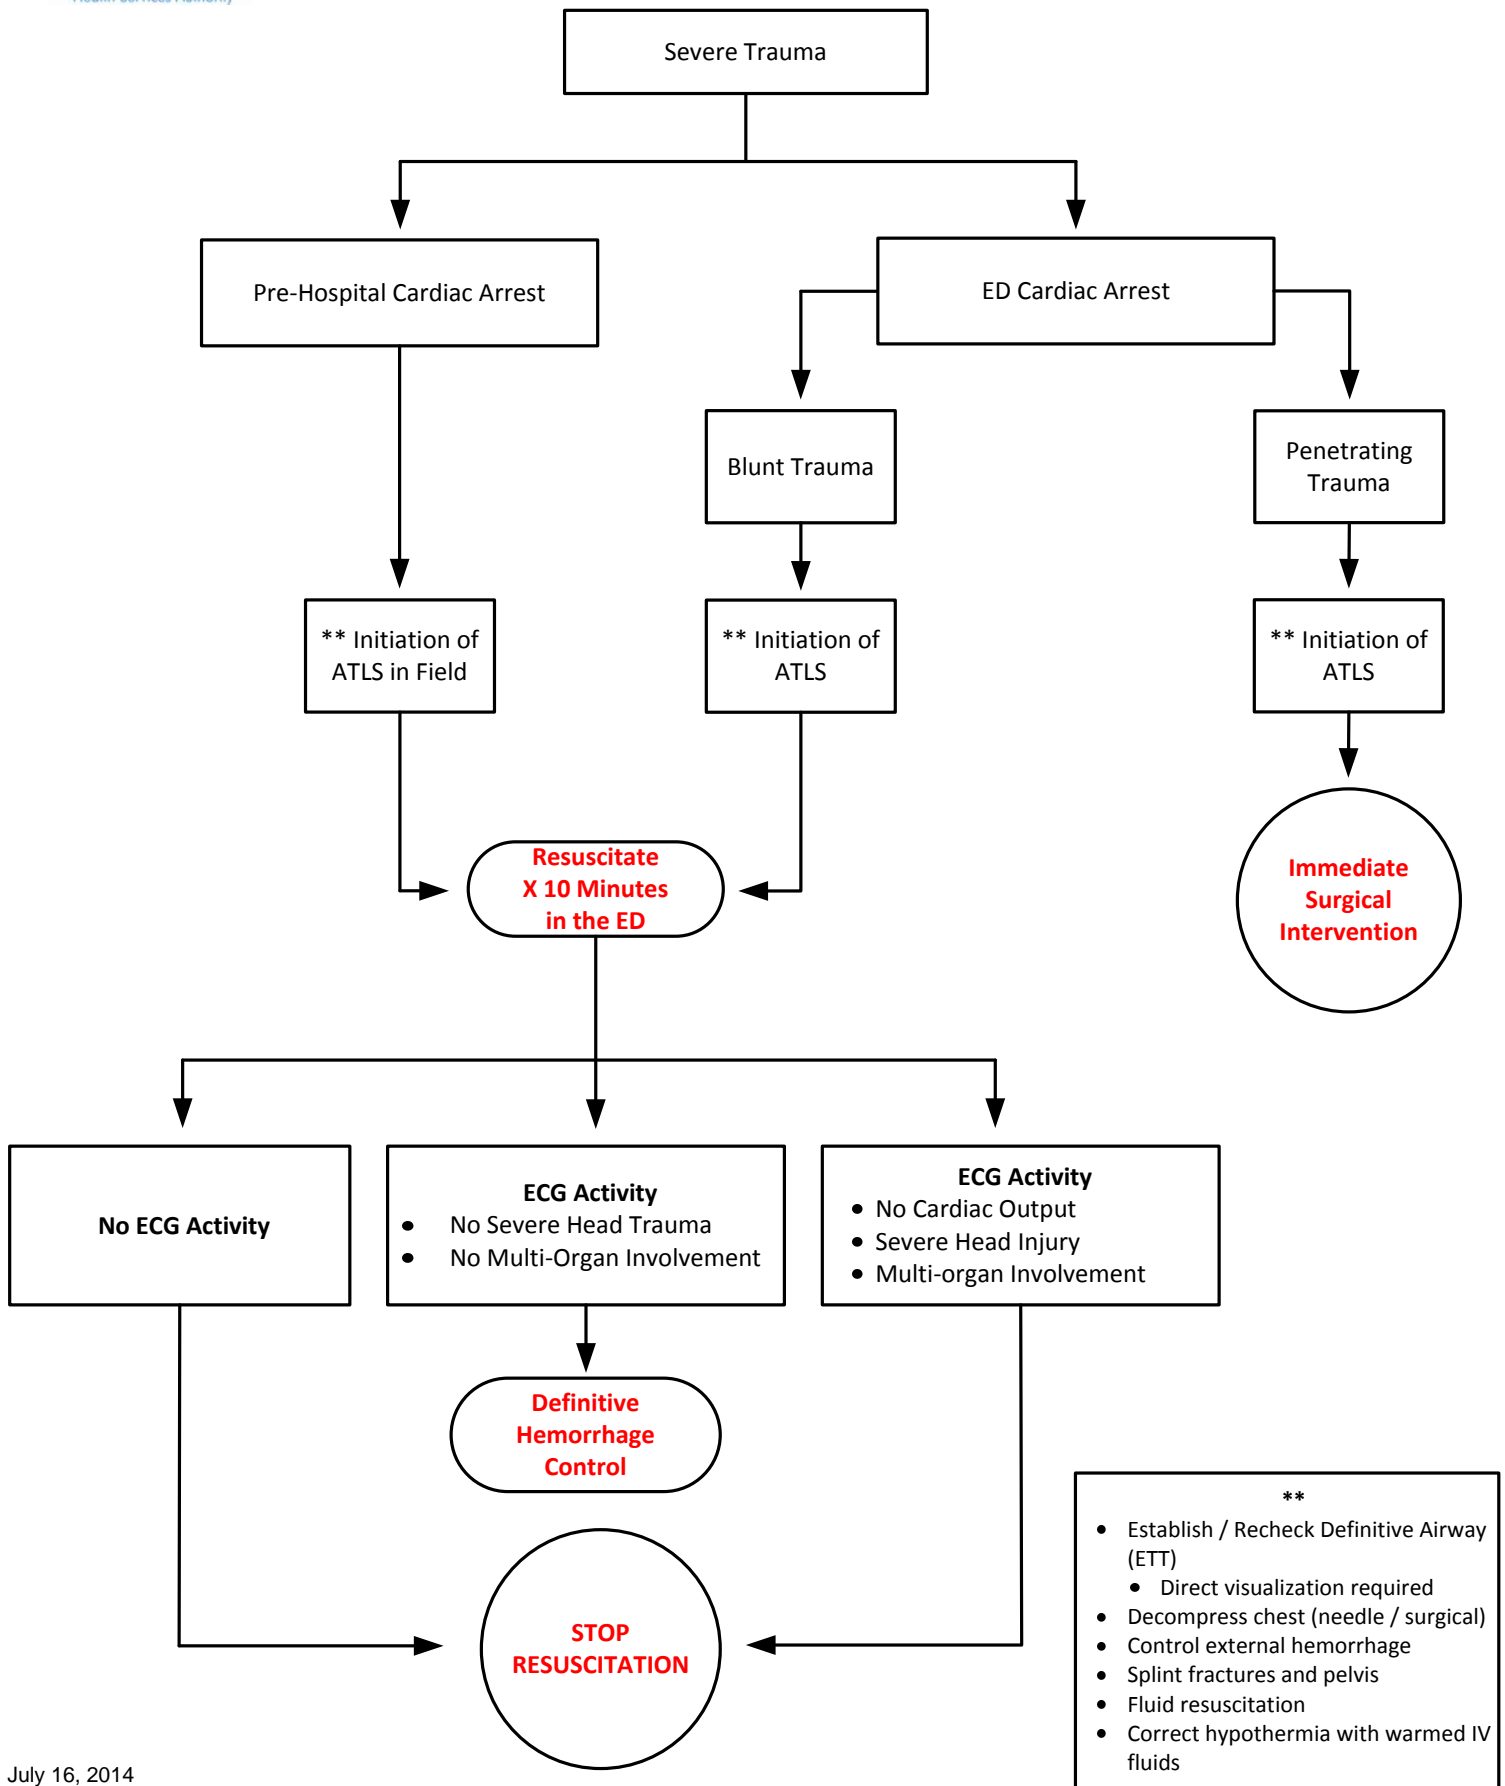 Health Services Authority
Severe Trauma
Pre-Hospital Cardiac Arrest
ED Cardiac Arrest
Blunt Trauma
Penetrating
Trauma
** Initiation of
ATLS in Field
** Initiation of
ATLS
** Initiation of
ATLS
Resuscitate
X 10 Minutes
in the ED
Immediate
Surgical
Intervention
No ECG Activity
ECG Activity
• No Severe Head Trauma
• No Multi-Organ Involvement
ECG Activity
• No Cardiac Output
• Severe Head Injury
• Multi-organ Involvement
Definitive
Hemorrhage
Control
STOP
RESUSCITATION
**
• Establish / Recheck Definitive Airway
(ETT)
• Direct visualization required
• Decompress chest (needle / surgical)
• Control external hemorrhage
• Splint fractures and pelvis
• Fluid resuscitation
• Correct hypothermia with warmed IV
fluids
July 16, 2014